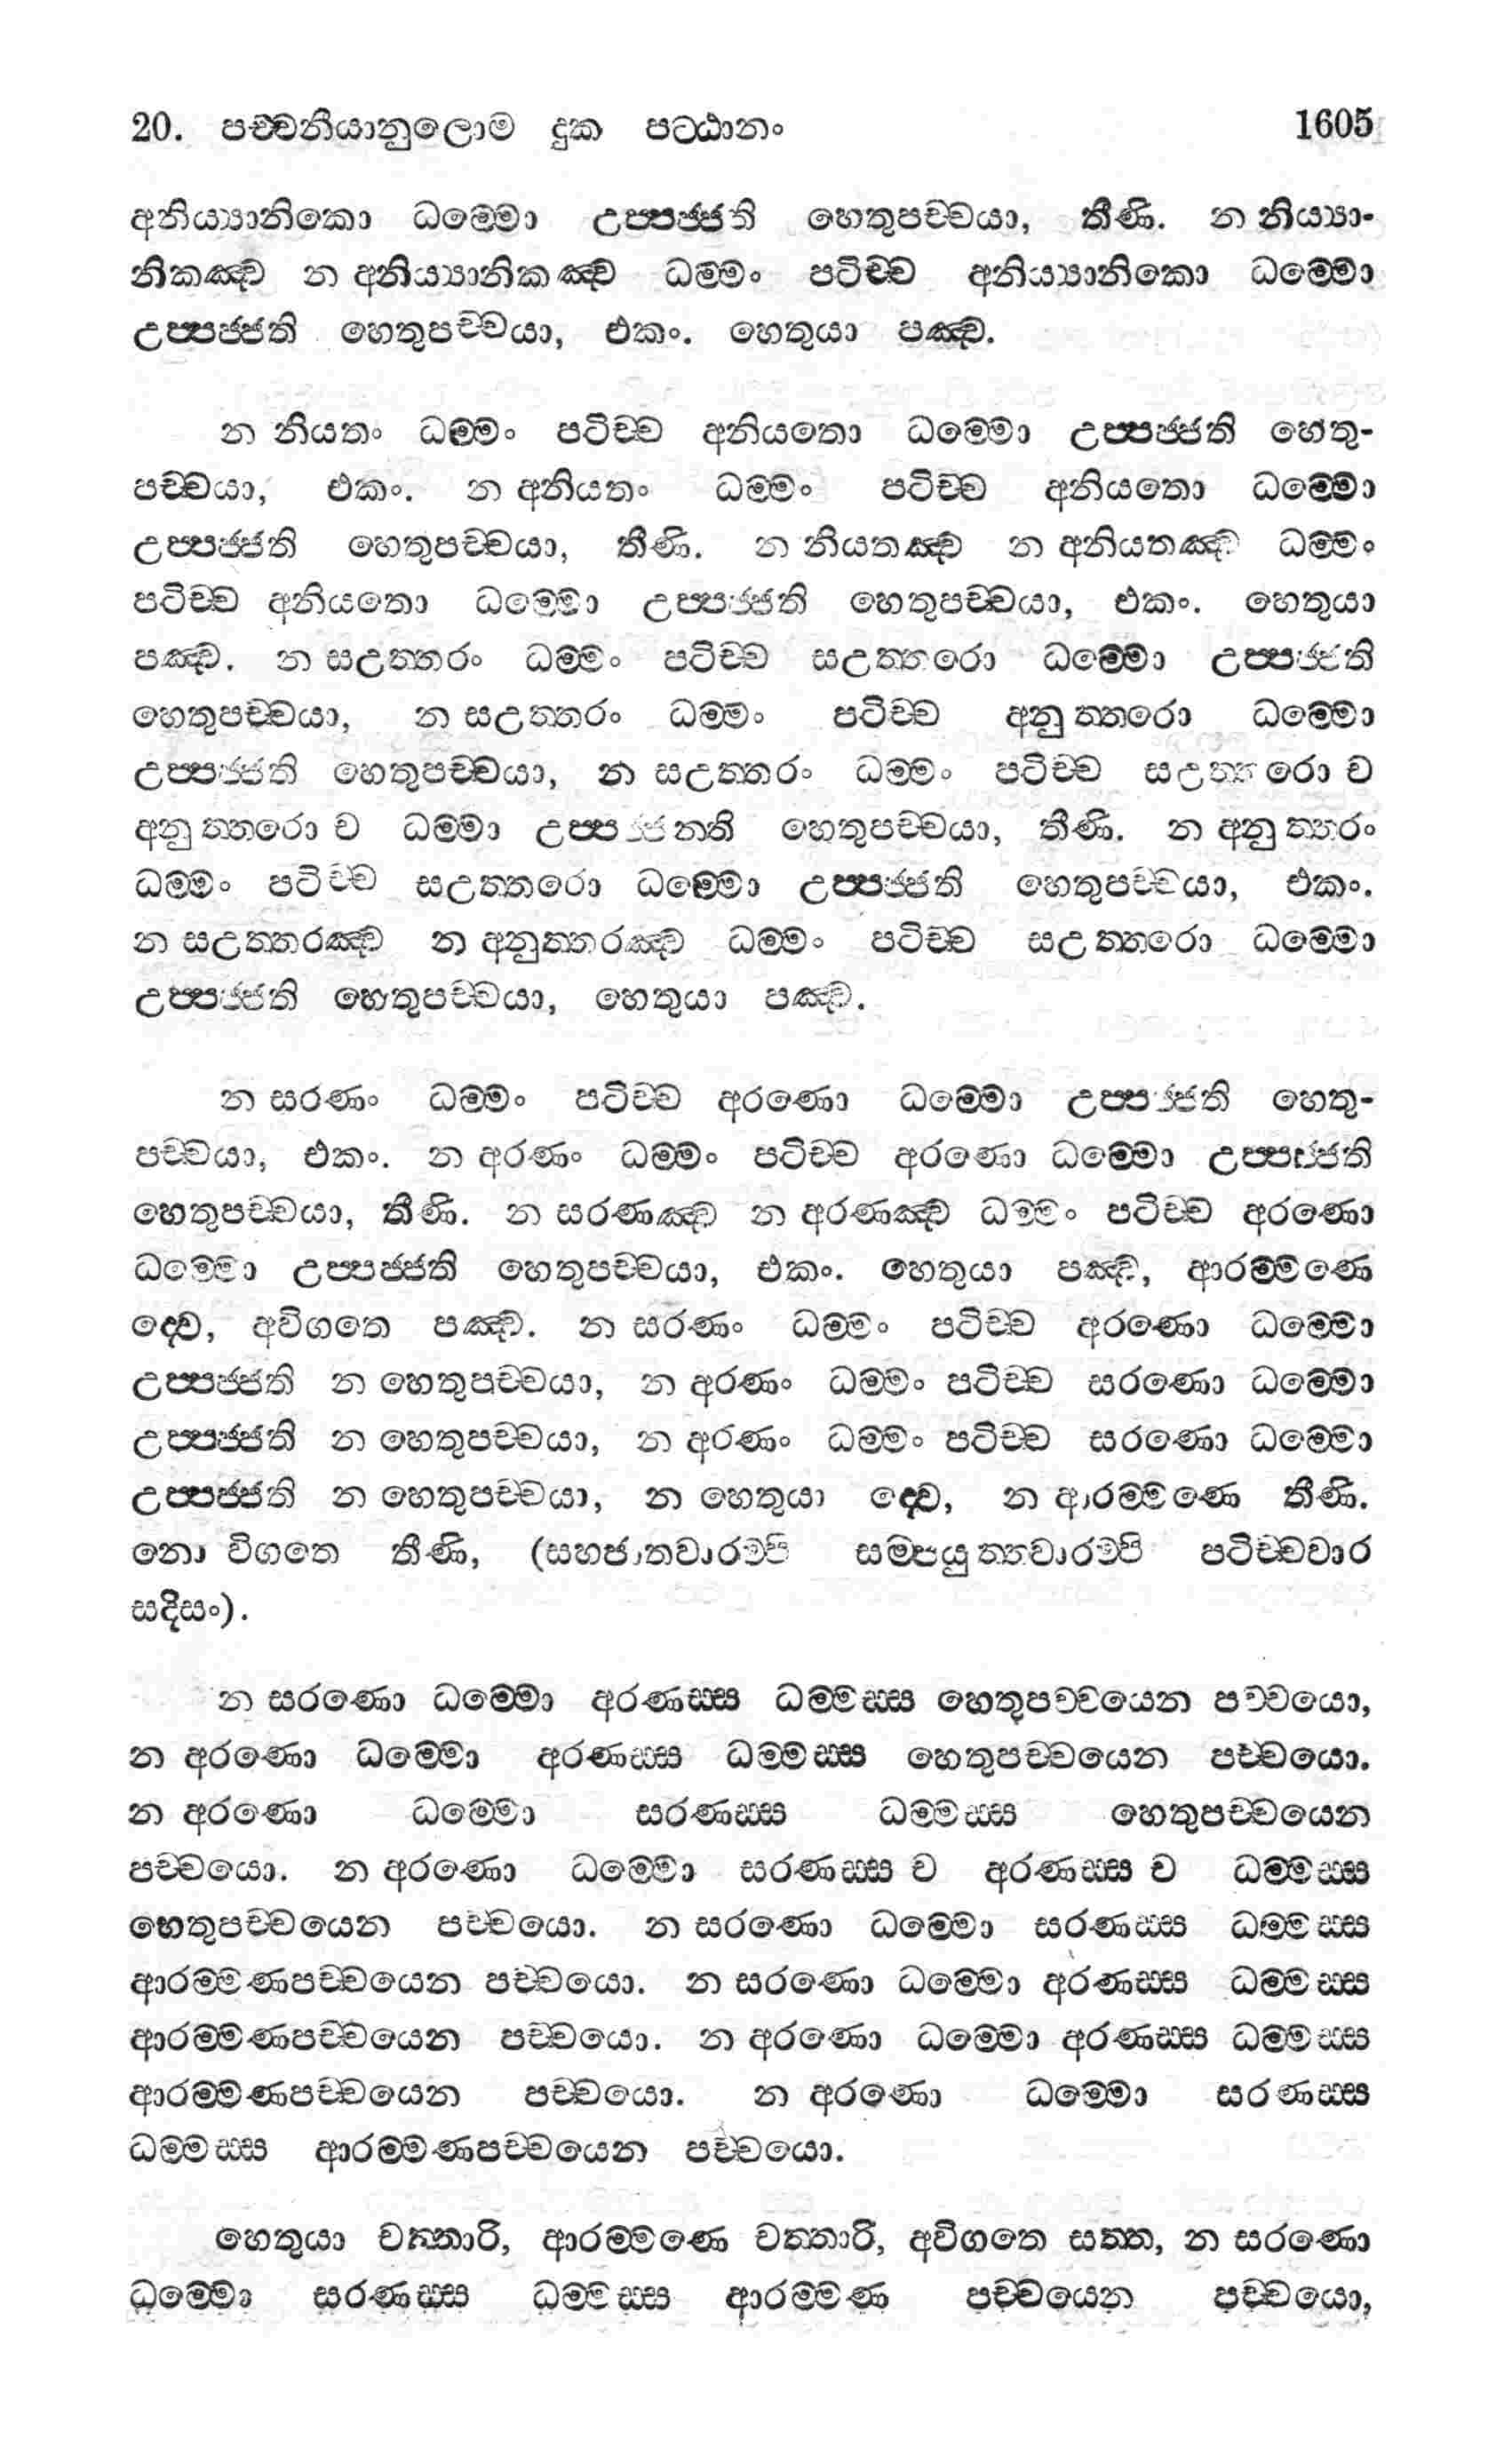 20. පච්චනීයානුලොම දුක පට්ඨානං 1605
අනිය්‍යානිකො ධම්මො උප්පජ්ජති හෙතුපච්චයා, තීණි. න නිය්‍යා-
නිකඤ්ච න අනිය්‍යානිකඤ්ච ධම්මං පටිච්ච අනිය්‍යානිකො ධම්මො
උප්පජ්ජති හෙතුපච්චයා, එකං. හෙතුයා පඤ්ච.
න නියතං ධම්මං පටිච්ච අනියතො ධම්මො උප්පජ්ජති හෙතු-
පච්චයා, එකං. න අනියතං ධම්මං පටිච්ච අනියතො ධම්මො
උප්පජ්ජති හෙතුපච්චයා, තීණි. න නියතඤ්ච න අනියතඤ්ච ධම්මං
පටිච්ච අනියතො ධම්මො උප්පජ්ජති හෙතුපච්චයා, එකං. හෙතුයා
පඤ්ච. න සඋත්තරං ධම්මං පටිච්ච සඋත්තරො ධම්මො උප්පජ්ජති
හෙතුපච්චයා, න සඋත්තරං ධම්මං පටිච්ච අනුත්තරො ධම්මො
උප්පජ්ජති හෙතුපච්චයා, න සඋත්තරං ධම්මං පටිච්ච සඋත්තරො ච
අනුත්තරො ච ධම්මා උප්පජ්ජන්ති හෙතුපච්චයා, තීණි. න අනුත්තරං
ධම්මං පටිච්ච සඋත්තරො ධම්මො උප්පජ්ජති හෙතුපච්චයා, එකං.
න සඋත්තරඤ්ච න අනුත්තරඤ්ච ධම්මං පටිච්ච සඋත්තරො ධම්මො
උප්පජ්ජති හෙතුපච්චයා, හෙතුයා පඤ්ච.
න සරණං ධම්මං පටිච්ච අරණො ධම්මො උප්පජ්ජති හෙතු-
පච්චයා, එකං. න අරණං ධම්මං පටිච්ච අරණො ධම්මො උප්පජ්ජති
හෙතුපච්චයා, තීණි. න සරණඤ්ච න අරණඤ්ච ධම්මං පටිච්ච අරණො
ධම්මො උප්පජ්ජති හෙතුපච්චයා, එකං. හෙතුයා පඤ්ච, ආරම්මණෙ
ද්වෙ, අවිගතෙ පඤ්ච. න සරණං ධම්මං පටිච්ච අරණො ධම්මො
උප්පජ්ජති න හෙතුපච්චයා, න අරණං ධම්මං පටිච්ච සරණො ධම්මො
උප්පජ්ජති න හෙතුපච්චයා, න අරණං ධම්මං පටිච්ච සරණො ධම්මො
උප්පජ්ජති න හෙතුපච්චයා, න හෙතුයා ද්වෙ, න ආරම්මණෙ තීණි.
නො විගතෙ තීණි, (සහජාතවාරම්පි සම්පයුත්තවාරම්පි පටිච්චවාර
සදිසං).
න සරණො ධම්මො අරණස්ස ධම්මස්ස හෙතුපච්චයෙන පච්චයො,
න අරණො ධම්මො අරණස්ස ධම්මස්ස හෙතුපච්චයෙන පච්චයො.
න අරණො ධම්මො සරණස්ස ධම්මස්ස හෙතුපච්චයෙන
පච්චයො. න අරණො ධම්මො සරණස්ස ච අරණස්ස ච ධම්මස්ස
හෙතුපච්චයෙන පච්චයො. න සරණො ධම්මො සරණස්ස ධම්මස්ස
ආරම්මණපච්චයෙන පච්චයො. න සරණො ධම්මො අරණස්ස ධම්මස්ස
ආරම්මණපච්චයෙන පච්චයො. න අරණො ධම්මො අරණස්ස ධම්මස්ස
ආරම්මණපච්චයෙන පච්චයො. න අරණො ධම්මො සරණස්ස
ධම්මස්ස ආරම්මණපච්චයෙන පච්චයො.
හෙතුයා චත්තාරි, ආරම්මණෙ චත්තාරි, අවිගතෙ සත්ත, න සරණො
ධම්මො සරණස්ස ධම්මස්ස ආරම්මණ පච්චයෙන පච්චයො,